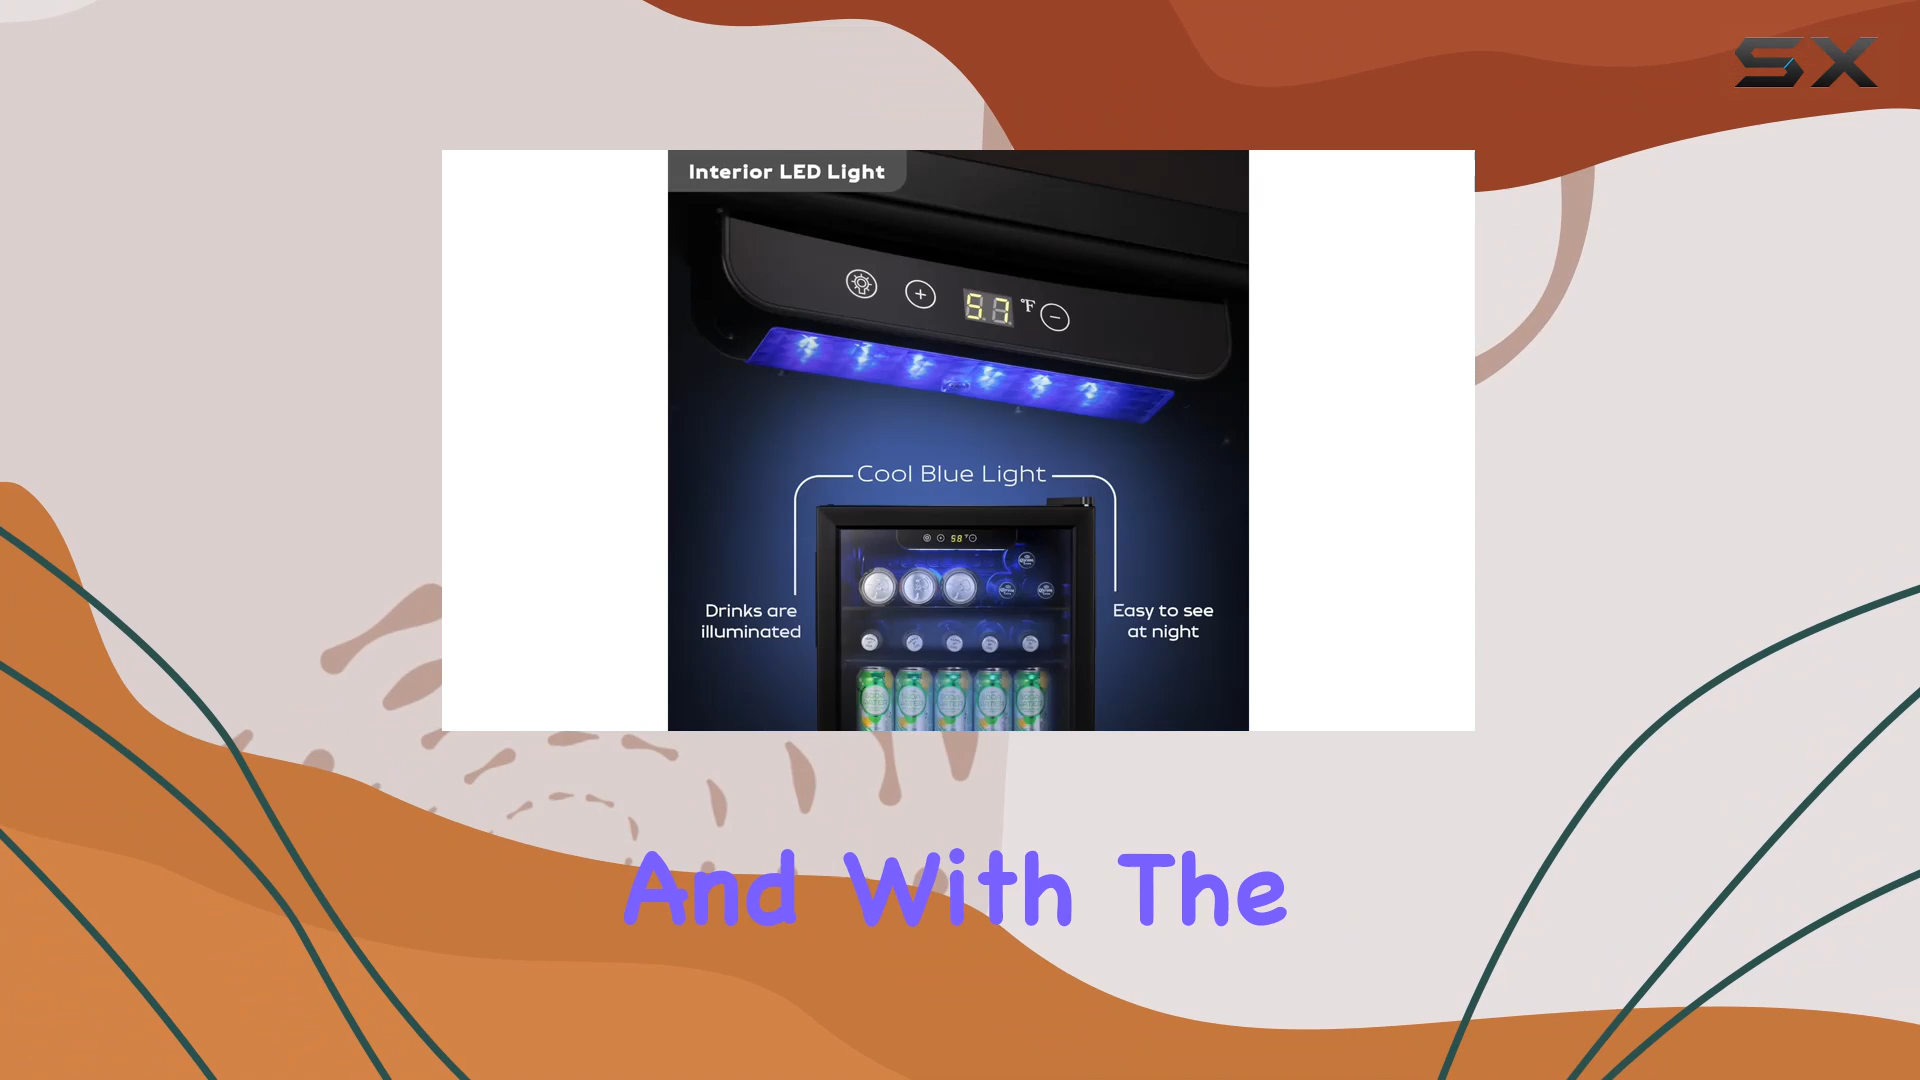 SX
Interior LED Light
57 °F
Cool Blue Light
58 °F
Drinks are
illuminated
Easy to see
at night
And With The